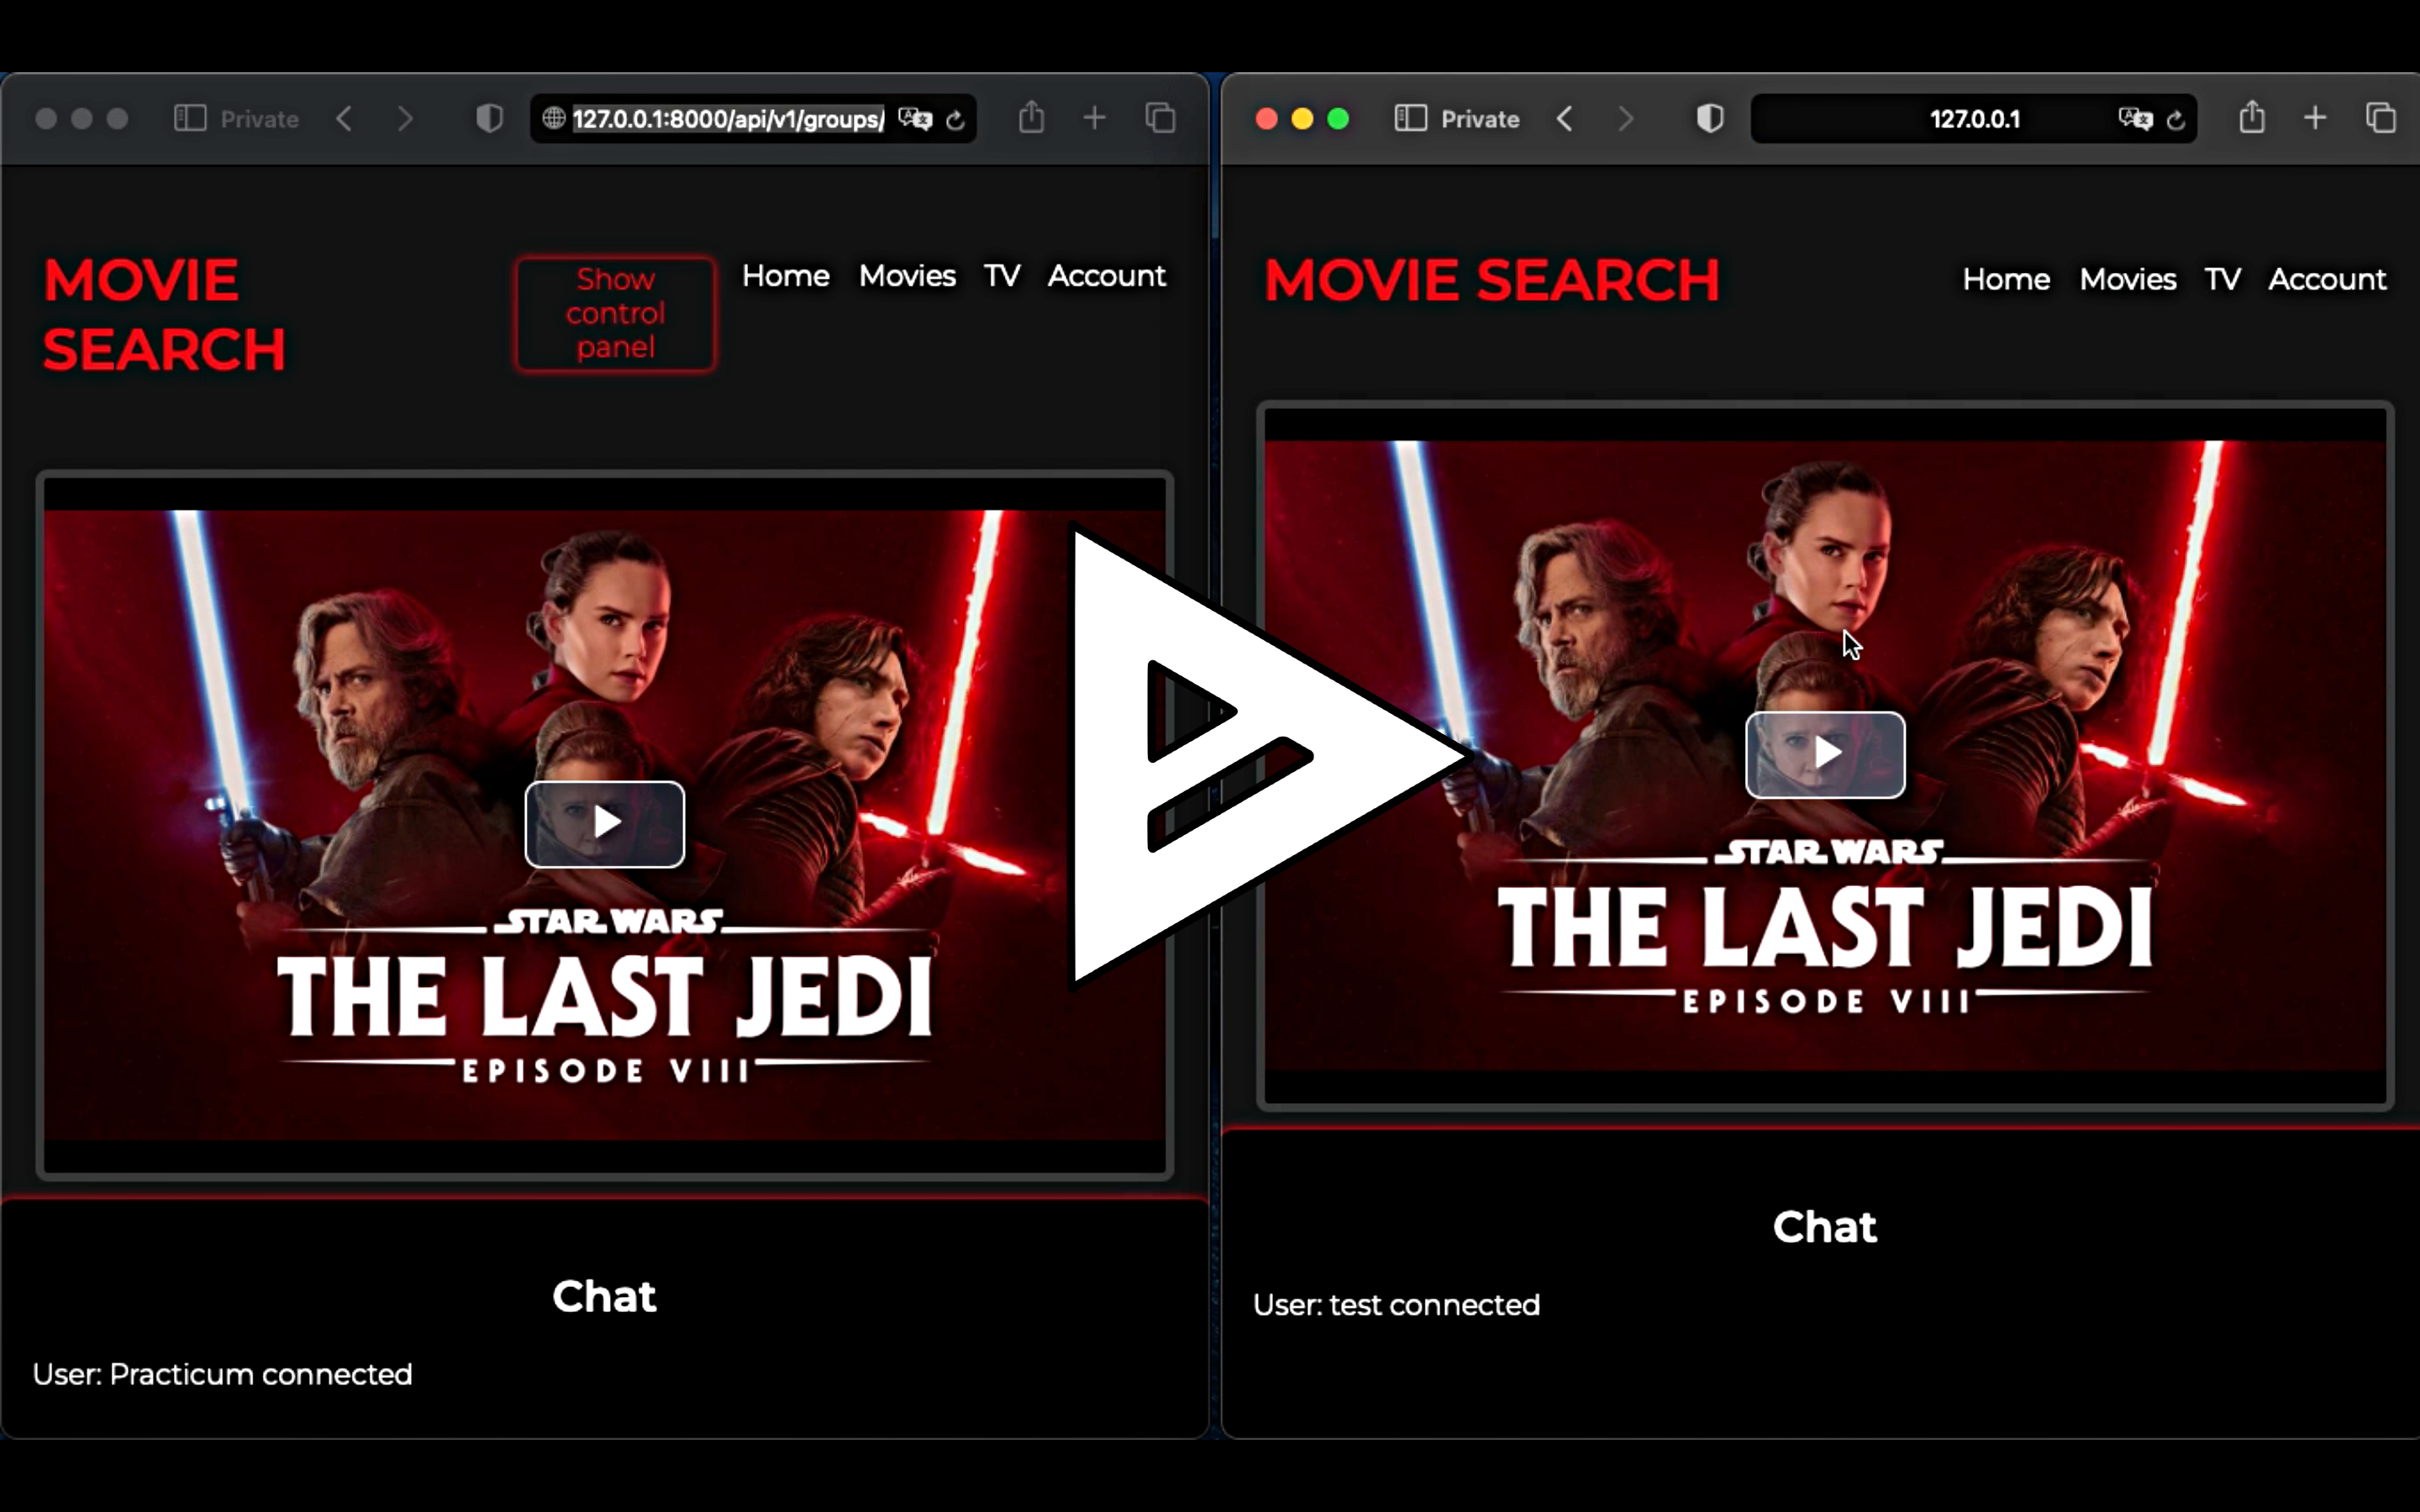 Private
127.0.0.1:8000/api/v1/groups/
MOVIE
SEARCH
Show
control
panel
Home Movies TV Account
STAR WARS
THE LAST JEDI
EPISODE VIII
Chat
User: Practicum connected
Private
127.0.0.1
MOVIE SEARCH
Home Movies TV Account
STAR WARS
THE LAST JEDI
EPISODE VIII
Chat
User: test connected